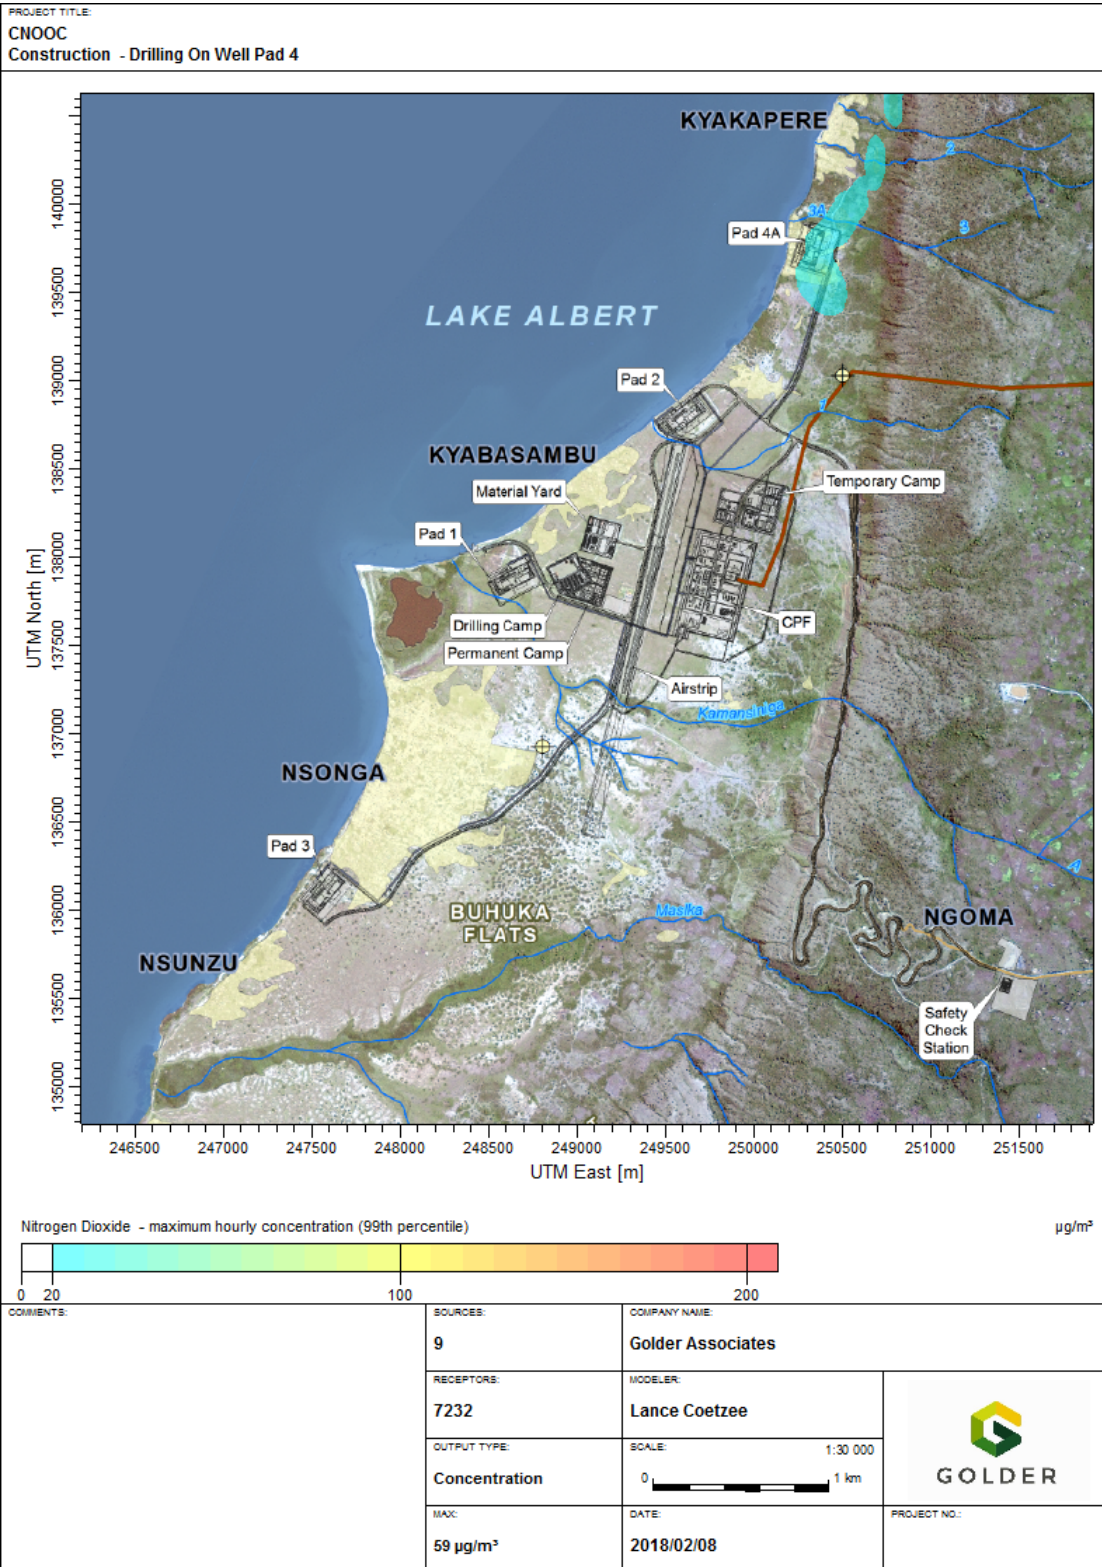 PROJECT TITLE:
CNOOC
Construction - Drilling On Well Pad 4
KYAKAPERE
2
3A
3
Pad 4A
LAKE ALBERT
Pad 2
1
KYABASAMBU
Material Yard
Temporary Camp
Pad 1
Drilling Camp
CPF
Permanent Camp
Airstrip
Kamansinīga
NSONGA
Pad 3
A
BUHUKA
FLATS
Masika
NGOMA
NSUNZU
Safety
Check
Station
UTM North [m]
140000
139500
139000
138500
138000
137500
137000
136500
136000
135500
135000
246500 247000 248000 248500 249000 249500 250000 250500 251000 251500
UTM East [m]
Nitrogen Dioxide - maximum hourly concentration (99th percentile)
µg/m³
0 20 100 200
COMMENTS:
SOURCES:
9
COMPANY NAME:
Golder Associates
RECEPTORS:
7232
MODELER:
Lance Coetzee
OUTPUT TYPE:
Concentration
SCALE:
1:30 000
0 1 km
GOLDER
MAX:
59 µg/m³
DATE:
2018/02/08
PROJECT NO.: